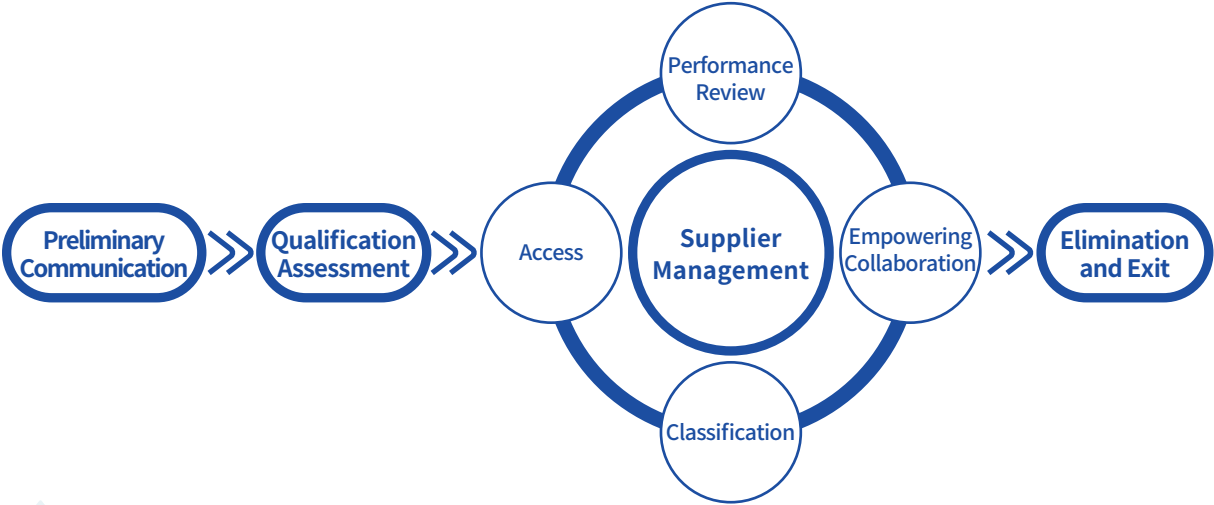 Preliminary
Communication
Qualification
Assessment
Access
Performance
Review
Supplier
Management
Classification
Empowering
Collaboration
Elimination
and Exit